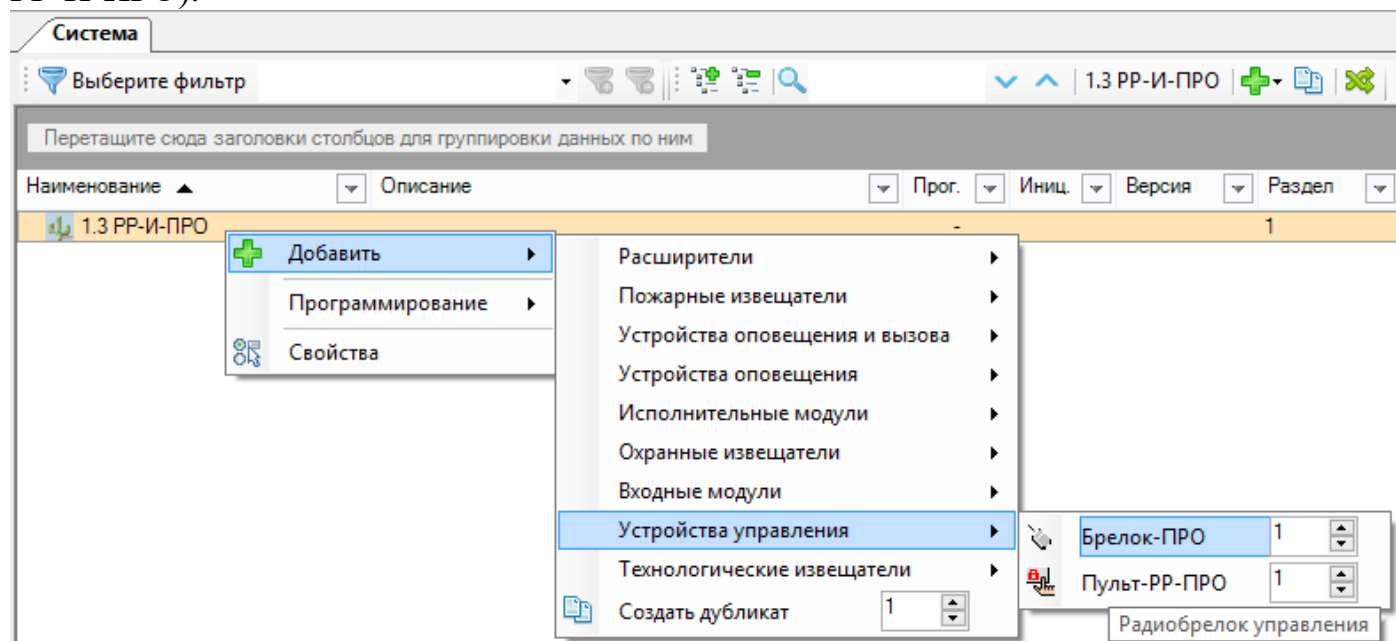 Система
Выберите фильтр 1.3 РР-И-ПРО
Перетащите сюда заголовки столбцов для группировки данных по ним
Наименование Описание Прог. Иниц. Версия Раздел
1.3 РР-И-ПРО - 1
Добавить
Программирование
Свойства
Расширители
Пожарные извещатели
Устройства оповещения и вызова
Устройства оповещения
Исполнительные модули
Охранные извещатели
Входные модули
Устройства управления
Технологические извещатели
Создать дубликат 1
Брелок-ПРО 1
Пульт-РР-ПРО 1
Радиобрелок управления